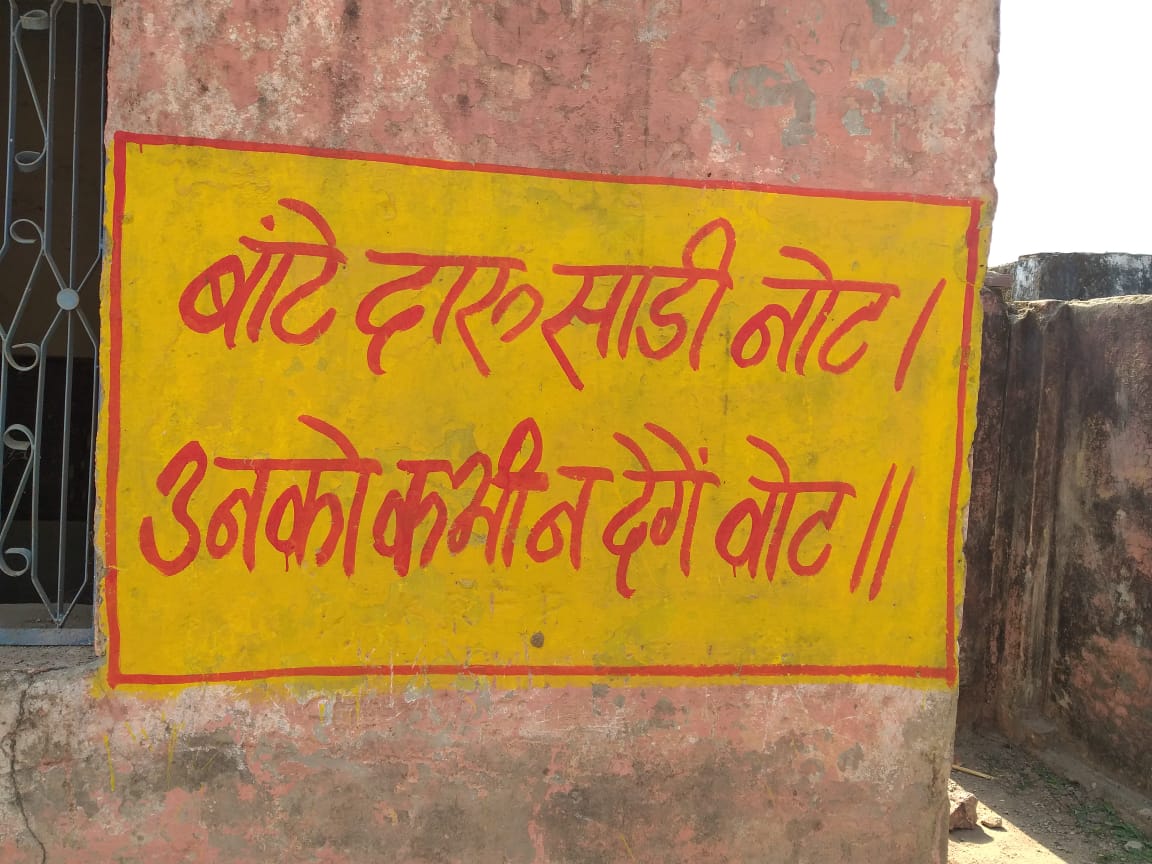 बांटे दारू साडी नोट।
उनको कभी न देगें वोट॥